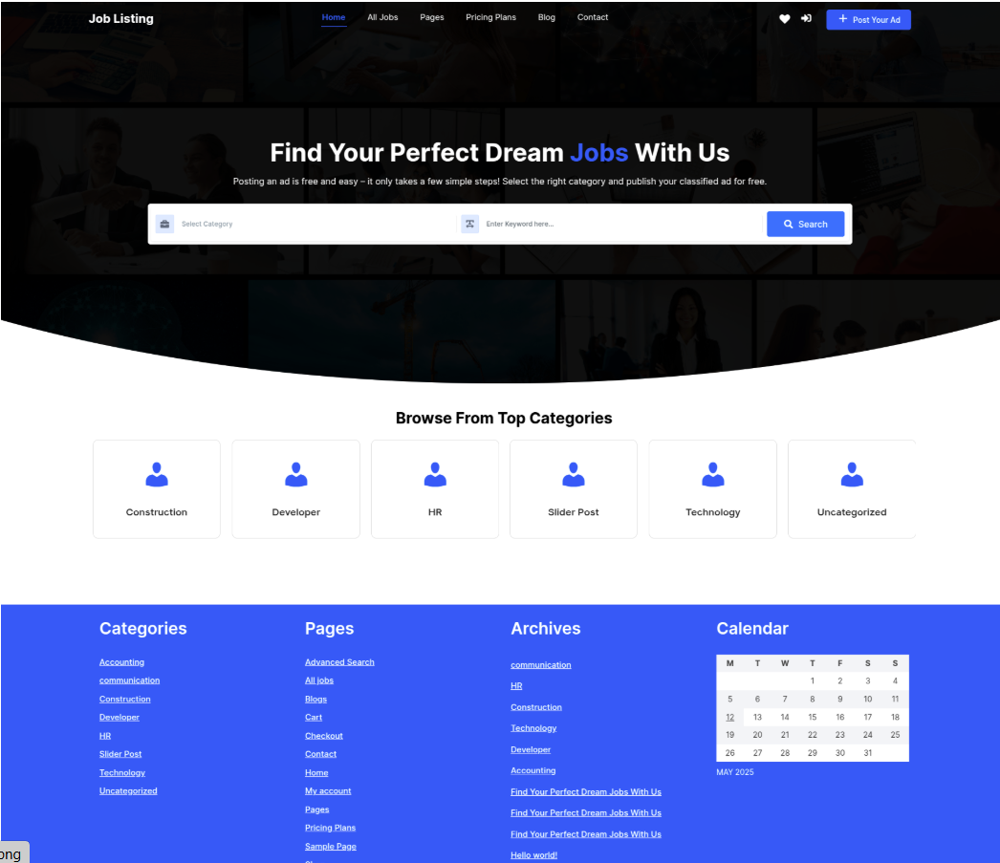 Job Listing
Home All Jobs Pages Pricing Plans Blog Contact
Post Your Ad
Find Your Perfect Dream Jobs With Us
Posting an ad is free and easy – it only takes a few simple steps! Select the right category and publish your classified ad for free.
Select Category
Enter Keyword here...
Search
Browse From Top Categories
Construction
Developer
HR
Slider Post
Technology
Uncategorized
Categories
Accounting
communication
Construction
Developer
HR
Slider Post
Technology
Uncategorized
Pages
Advanced Search
All jobs
Blogs
Cart
Checkout
Contact
Home
My account
Pages
Pricing Plans
Sample Page
Archives
communication
HR
Construction
Technology
Developer
Accounting
Find Your Perfect Dream Jobs With Us
Find Your Perfect Dream Jobs With Us
Find Your Perfect Dream Jobs With Us
Hello world!
Calendar
M T W T F S S
1 2 3 4
5 6 7 8 9 10 11
12 13 14 15 16 17 18
19 20 21 22 23 24 25
26 27 28 29 30 31
MAY 2025
ong